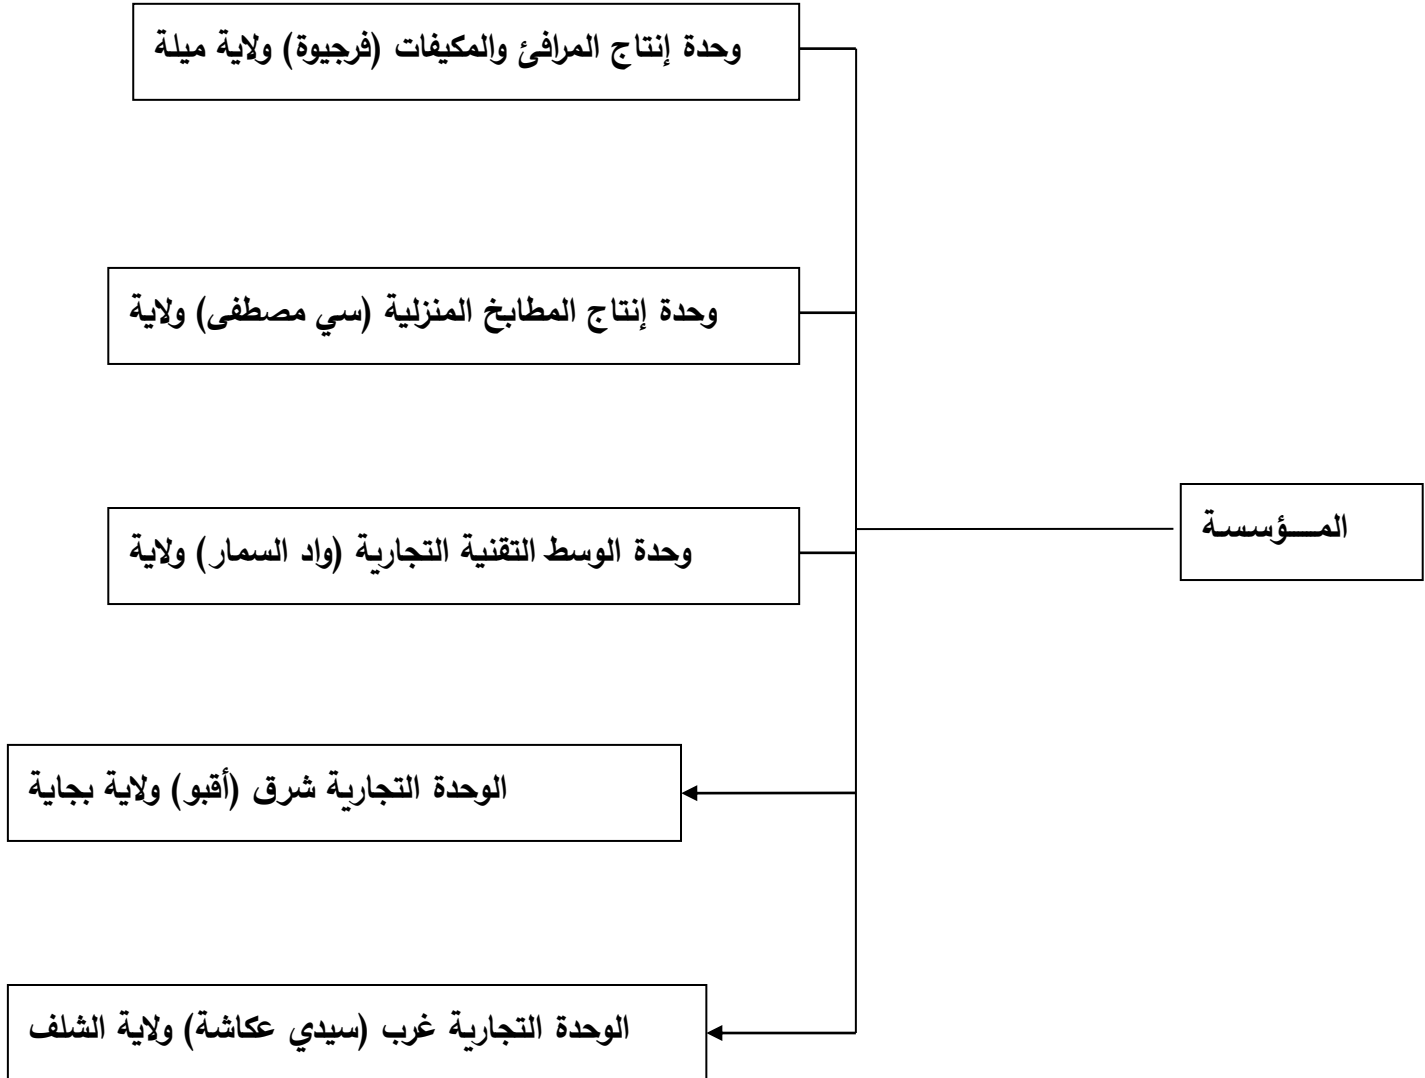 وحدة إنتاج المرافئ والمكيفات (فرجيوة) ولاية ميلة
وحدة إنتاج المطابخ المنزلية (سي مصطفى) ولاية
وحدة الوسط التقنية التجارية (واد السمار) ولاية
المـــؤسسة
الوحدة التجارية شرق (أقبو) ولاية بجاية
الوحدة التجارية غرب (سيدي عكاشة) ولاية الشلف